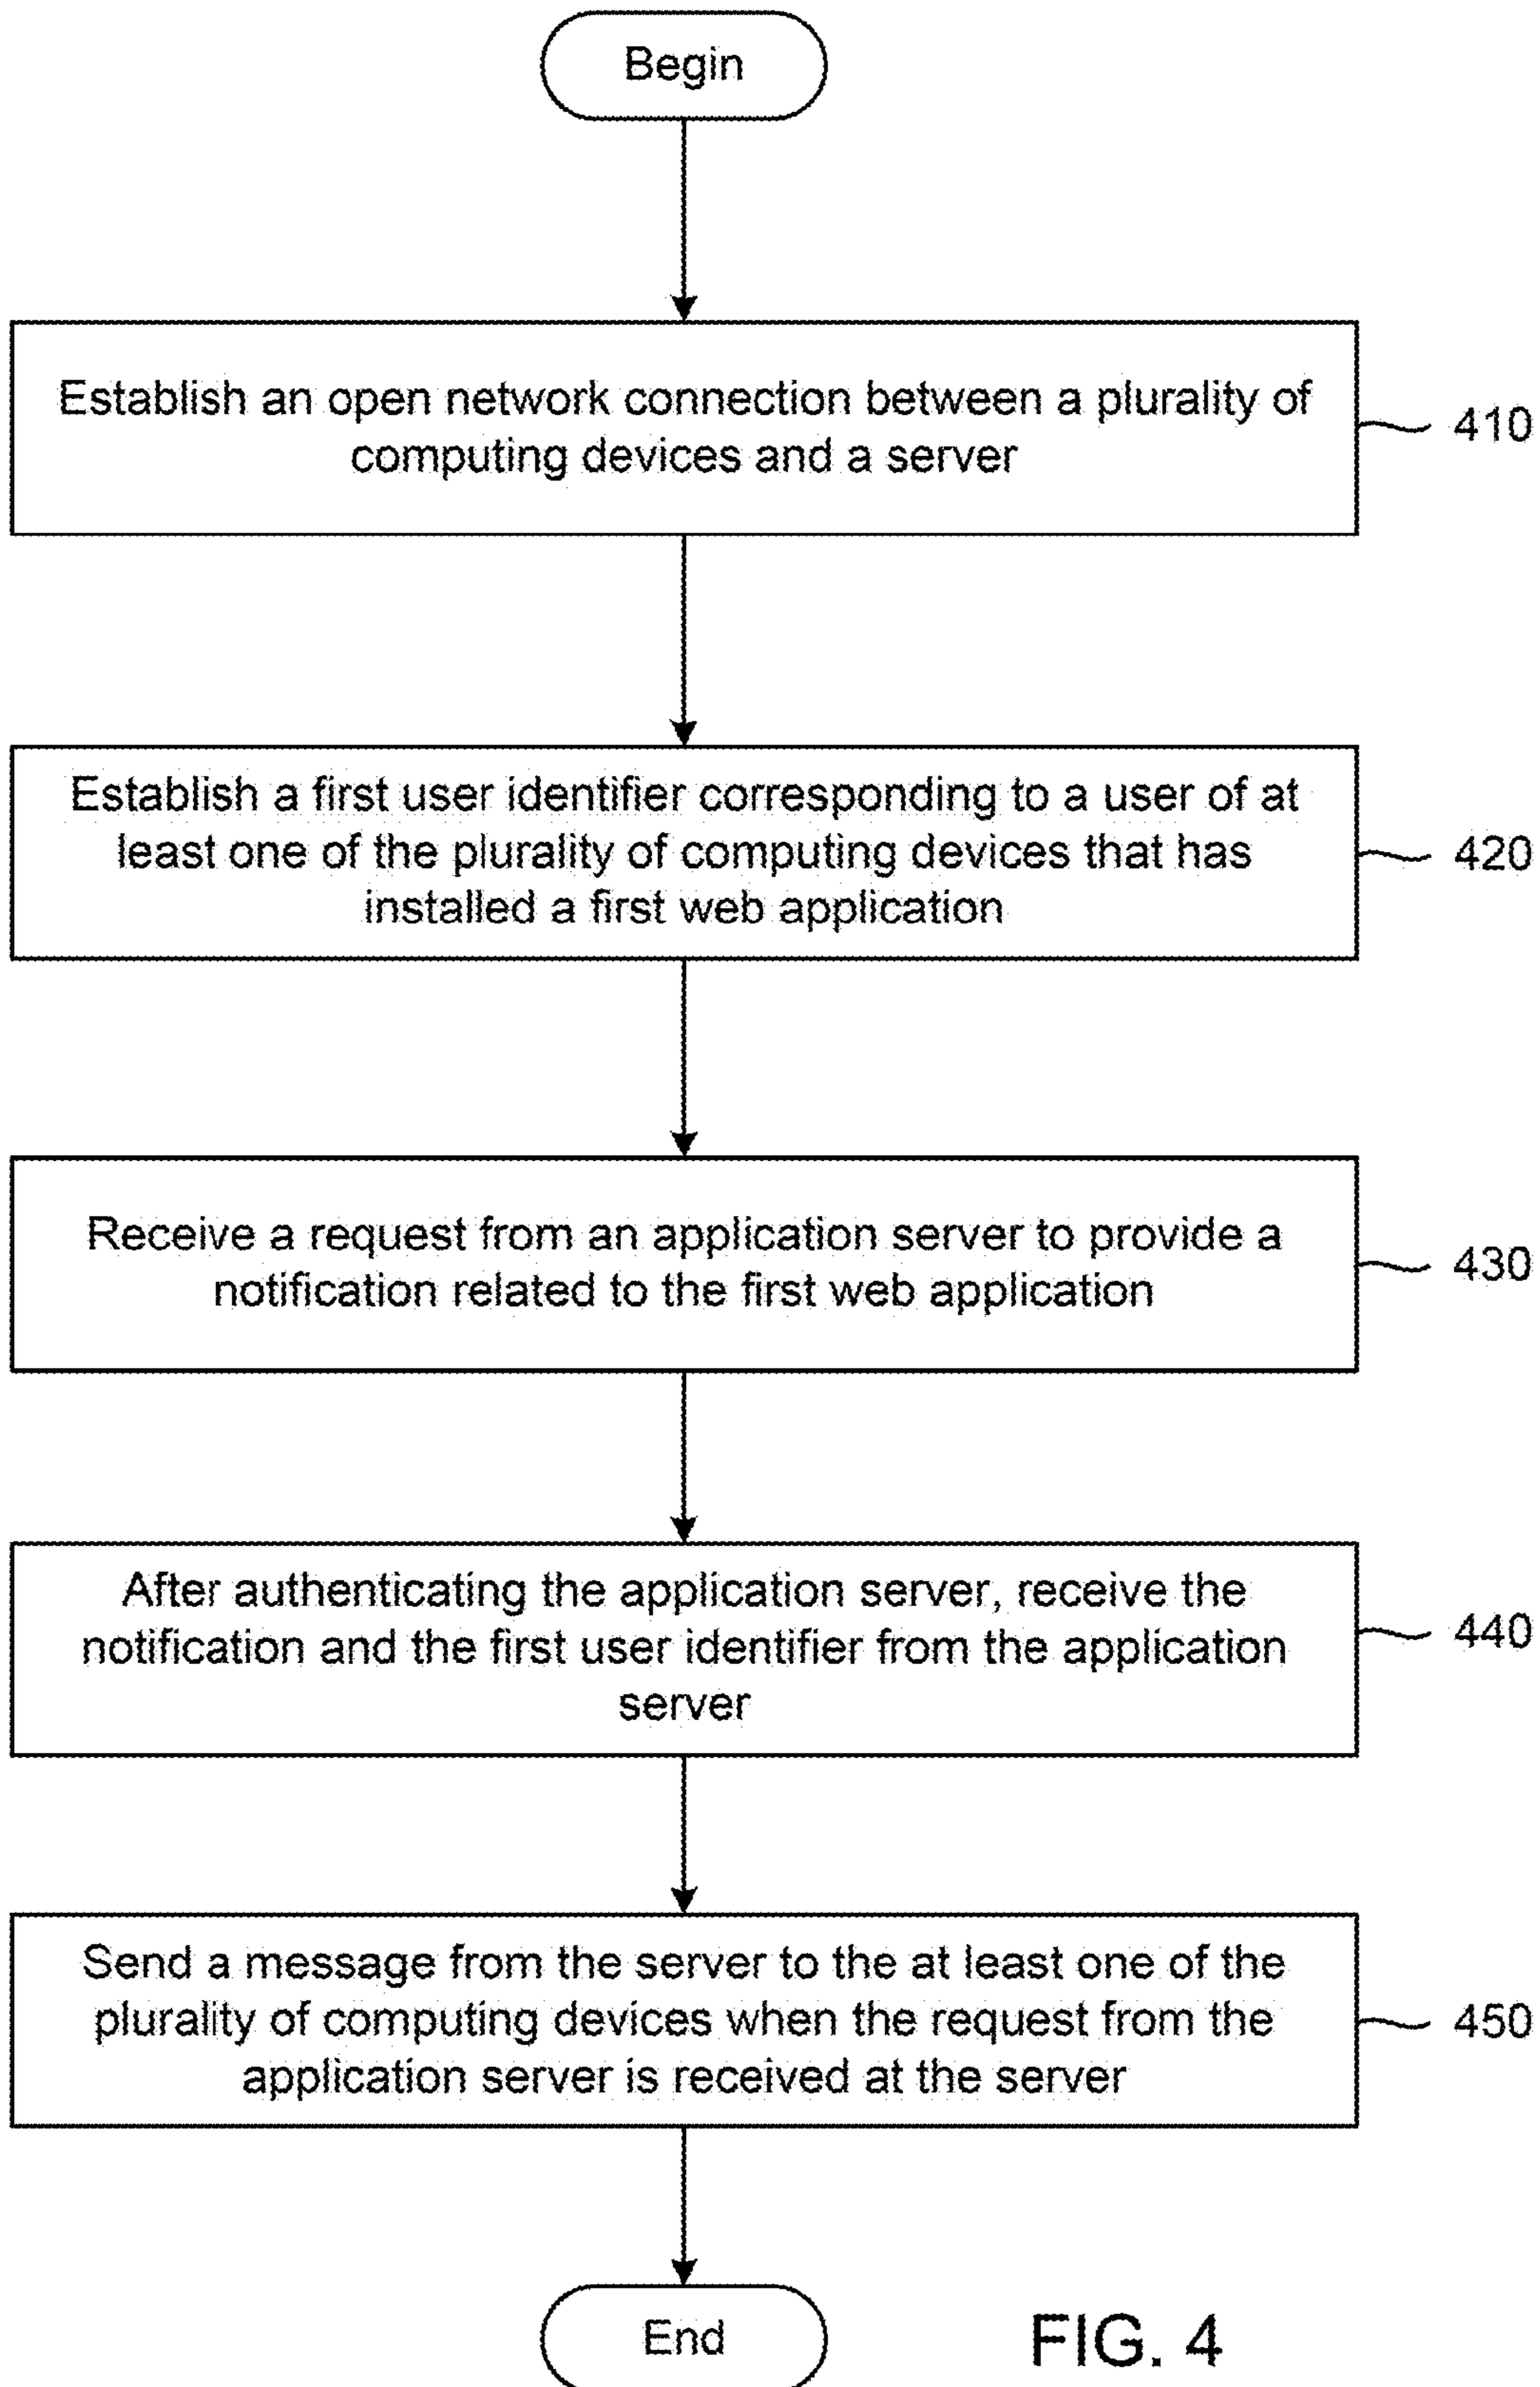 Begin
Establish an open network connection between a plurality of
computing devices and a server
410
Establish a first user identifier corresponding to a user of at
least one of the plurality of computing devices that has
installed a first web application
420
Receive a request from an application server to provide a
notification related to the first web application
430
After authenticating the application server, receive the
notification and the first user identifier from the application
server
440
Send a message from the server to the at least one of the
plurality of computing devices when the request from the
application server is received at the server
450
End
FIG. 4